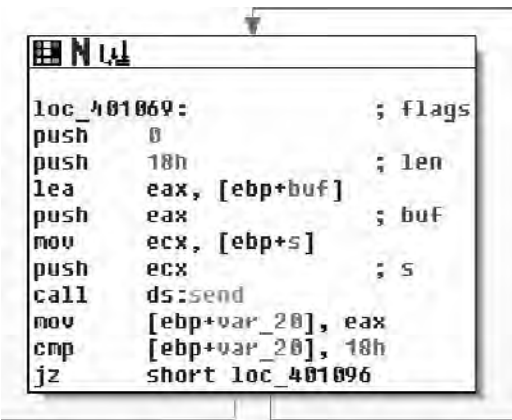 loc_401069: ; flags
push 0
push 18h ; len
lea eax, [ebp+buf]
push eax ; buf
mov ecx, [ebp+s]
push ecx ; s
call ds:send
mov [ebp+var_20], eax
cmp [ebp+var_20], 18h
jz short loc_401096